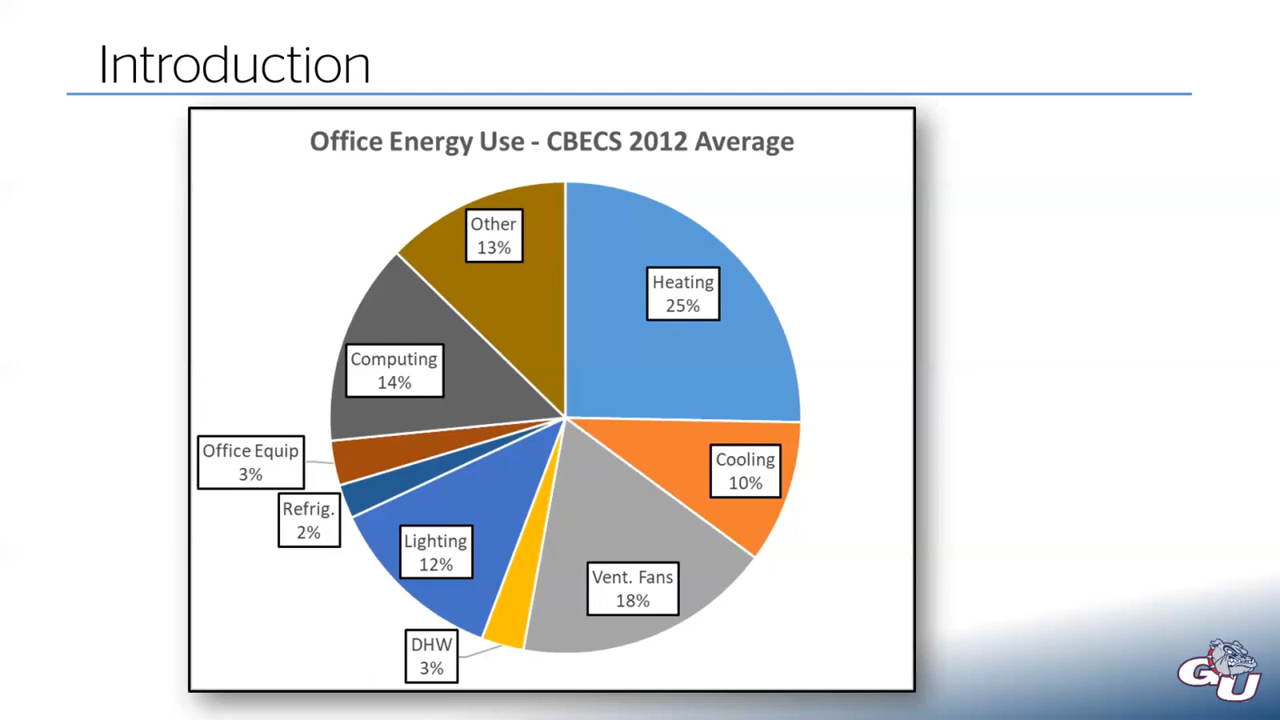 Introduction
Office Energy Use - CBECS 2012 Average
Other
13%
Heating
25%
Computing
14%
Office Equip
3%
Cooling
10%
Refrig.
2%
Lighting
12%
Vent. Fans
18%
DHW
3%
GU